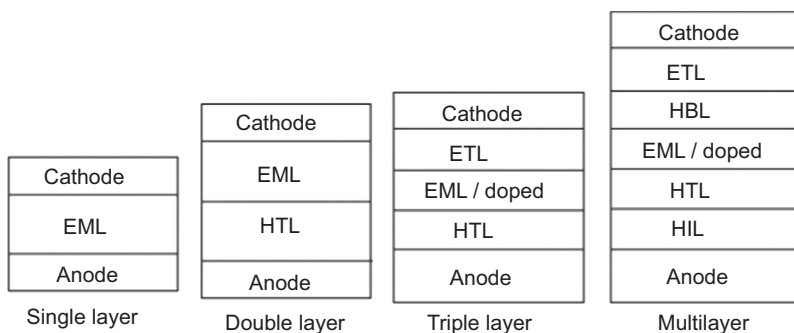 Cathode
EML
Anode
Single layer
Cathode
EML
HTL
Anode
Double layer
Cathode
ETL
EML / doped
HTL
Anode
Triple layer
Cathode
ETL
HBL
EML / doped
HTL
HIL
Anode
Multilayer